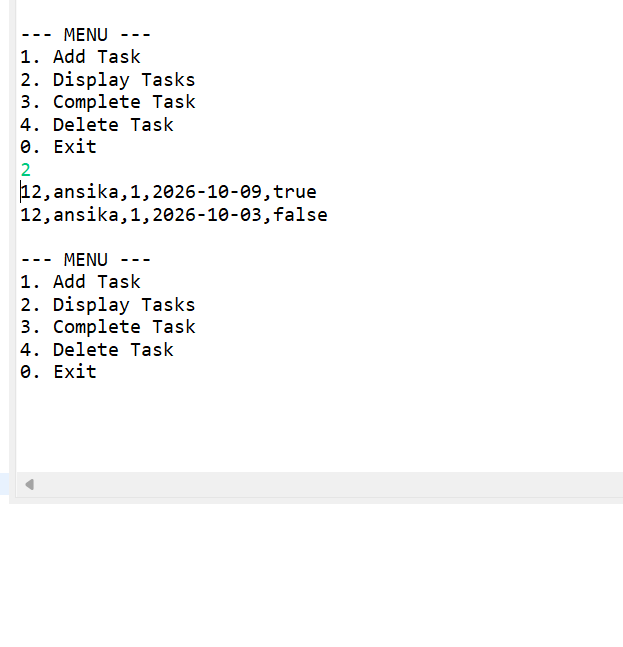 --- MENU ---
1. Add Task
2. Display Tasks
3. Complete Task
4. Delete Task
0. Exit
2
12,ansika,1,2026-10-09,true
12,ansika,1,2026-10-03,false
--- MENU ---
1. Add Task
2. Display Tasks
3. Complete Task
4. Delete Task
0. Exit